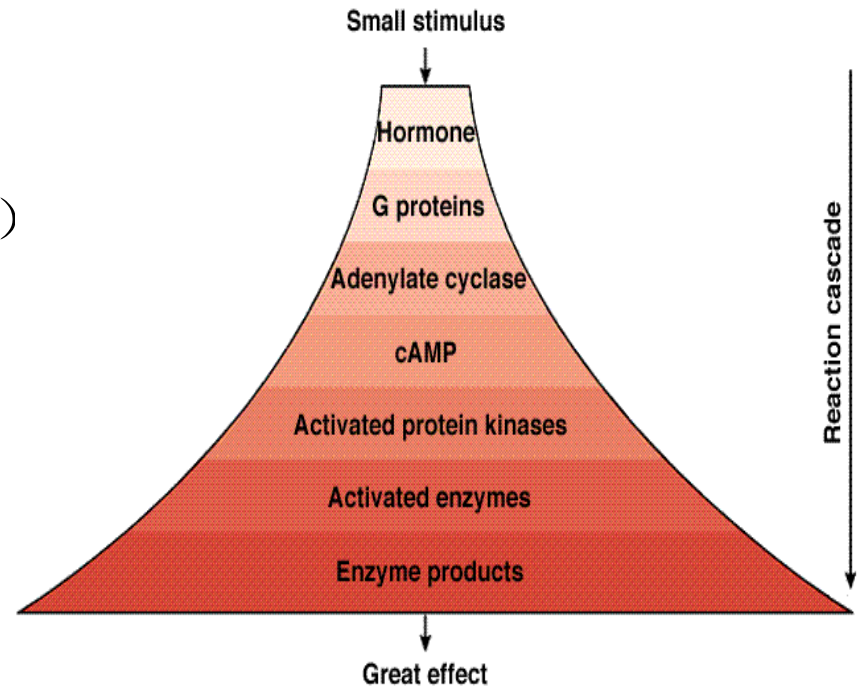 Small stimulus
Hormone
)
G proteins
Adenylate cyclase
cAMP
Activated protein kinases
Activated enzymes
Enzyme products
Great effect
Reaction cascade